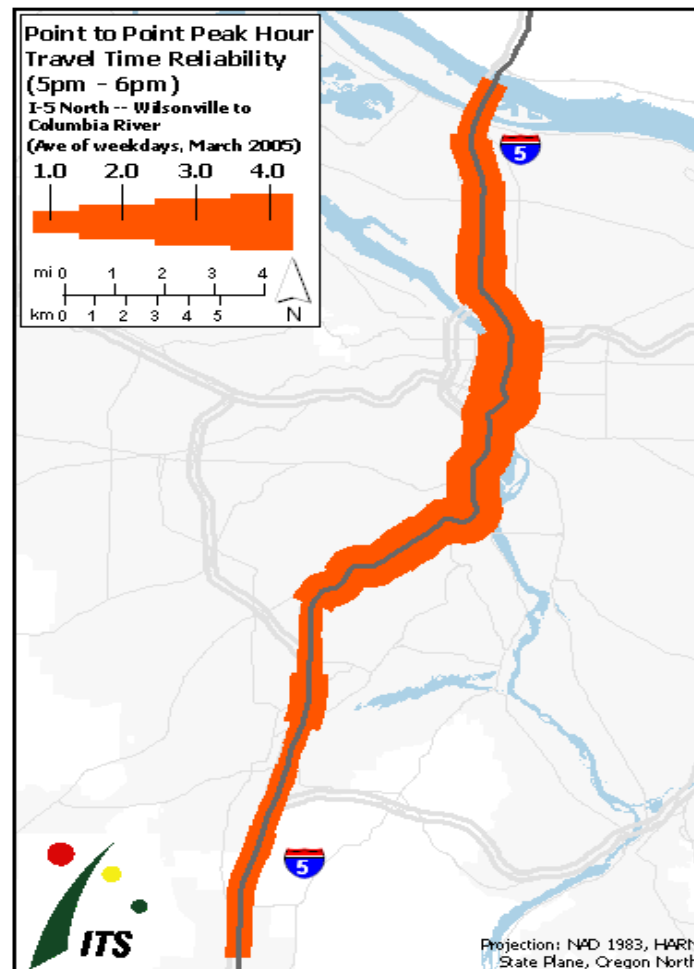 Point to Point Peak Hour
Travel Time Reliability
(5pm - 6pm)
I-5 North -- Wilsonville to
Columbia River
(Ave of weekdays, March 2005)
1.0 2.0 3.0 4.0
mi 0 1 2 3 4
km 0 1 2 3 4 5
N
5
5
ITS
Projection: NAD 1983, HARN
State Plane, Oregon North